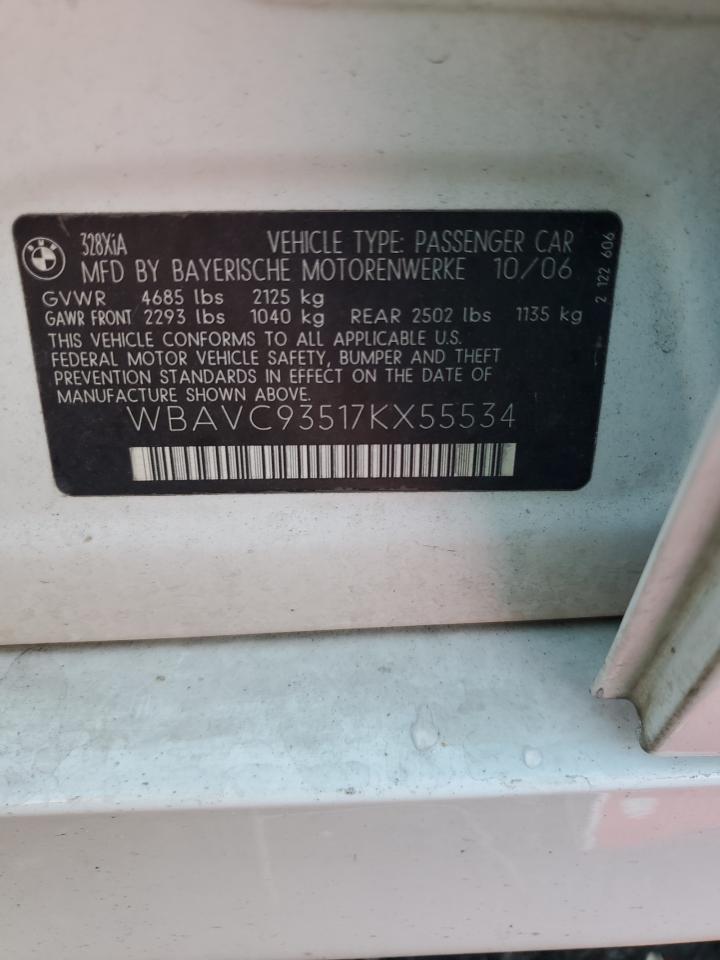 BMW
328XiA VEHICLE TYPE: PASSENGER CAR
MFD BY BAYERISCHE MOTORENWERKE 10/06
GVWR 4685 lbs 2125 kg
GAWR FRONT 2293 lbs 1040 kg REAR 2502 lbs 1135 kg
THIS VEHICLE CONFORMS TO ALL APPLICABLE U.S.
FEDERAL MOTOR VEHICLE SAFETY, BUMPER AND THEFT
PREVENTION STANDARDS IN EFFECT ON THE DATE OF
MANUFACTURE SHOWN ABOVE.
WBAVC93517KX55534
2 122 606